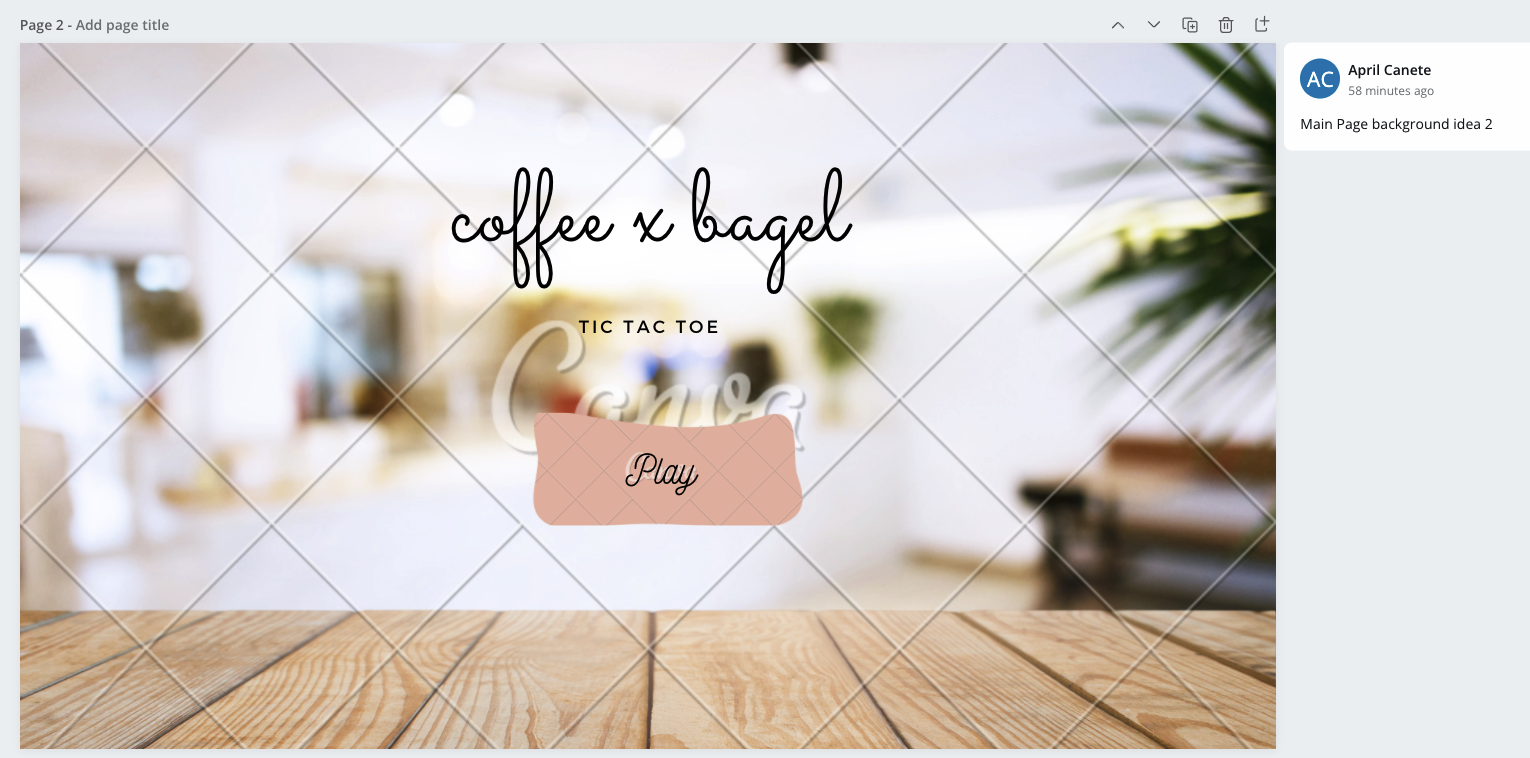 Page 2 - Add page title
AC
April Canete
58 minutes ago
Main Page background idea 2
coffee x bagel
TIC TAC TOE
Canva
Play